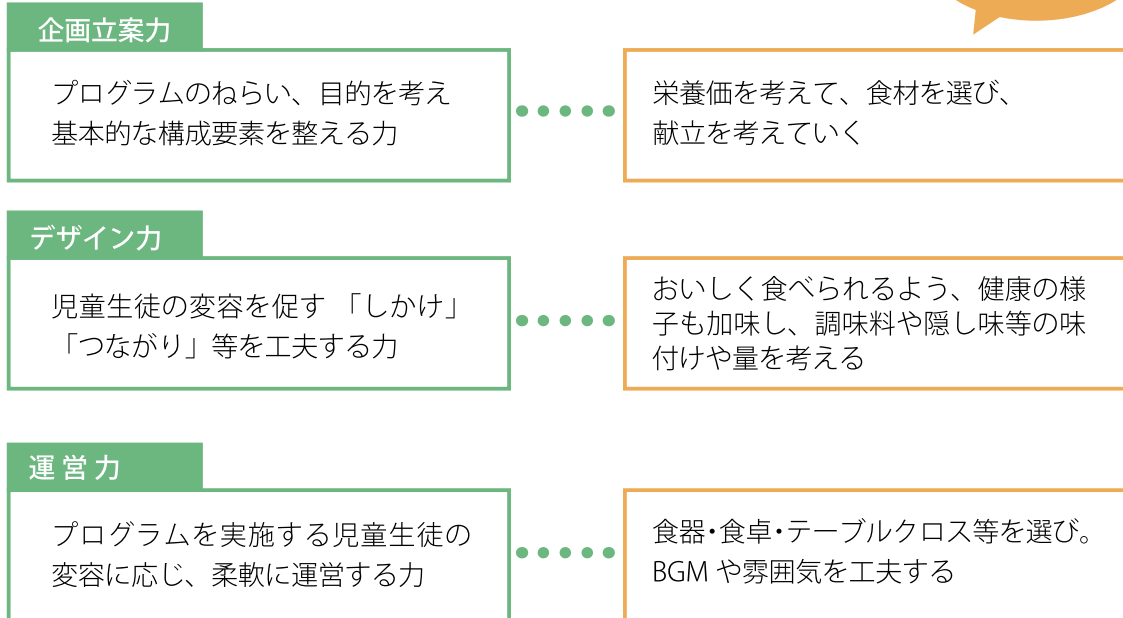 企画立案力
プログラムのねらい、目的を考え
基本的な構成要素を整える力
栄養価を考えて、食材を選び、
献立を考えていく
デザイン力
児童生徒の変容を促す 「しかけ」
「つながり」等を工夫する力
おいしく食べられるよう、健康の様
子も加味し、調味料や隠し味等の味
付けや量を考える
運営力
プログラムを実施する児童生徒の
変容に応じ、柔軟に運営する力
食器・食卓・テーブルクロス等を選び。
BGM や雰囲気を工夫する